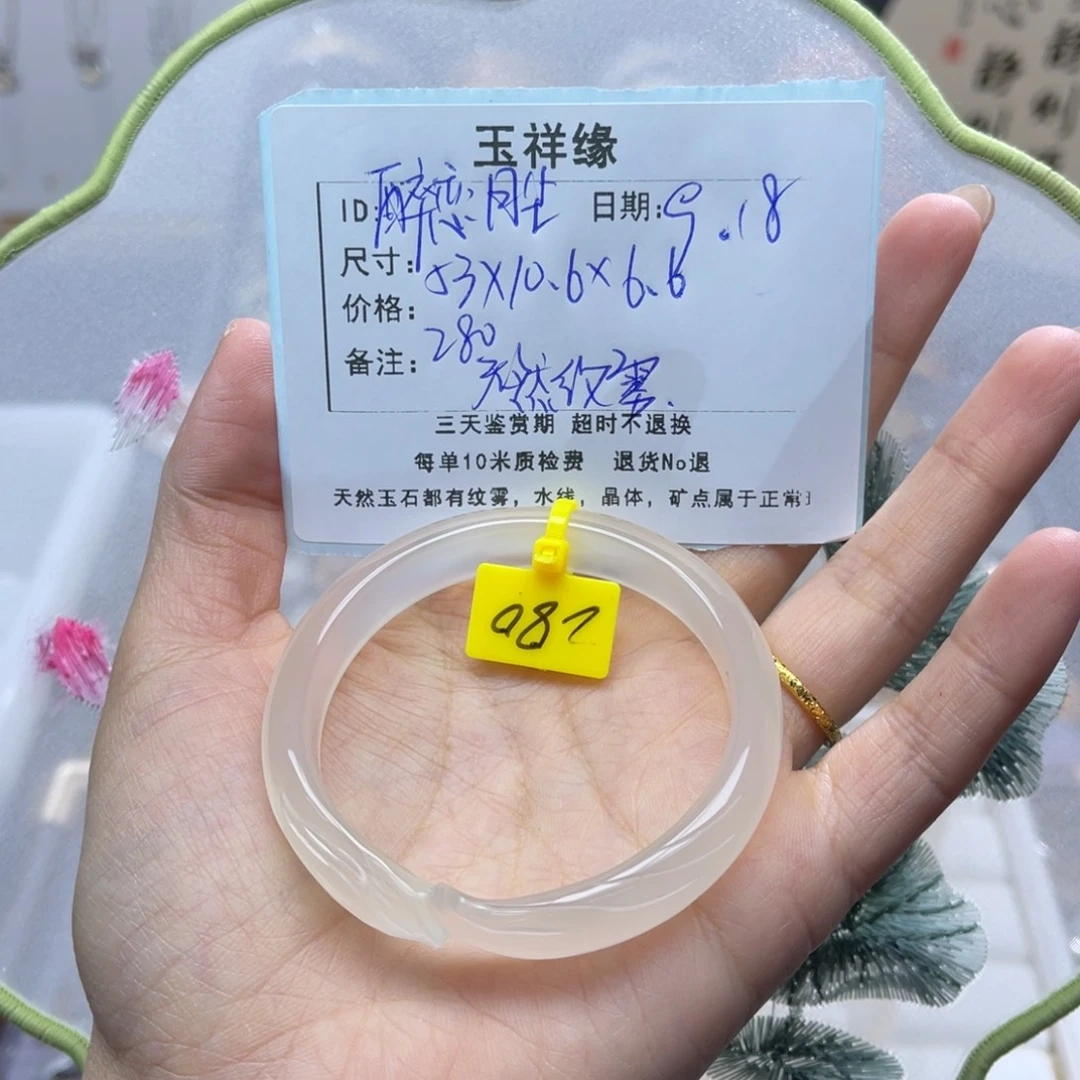 玉祥缘
ID: 醉恋 日期: 9.18
尺寸: 53×10.6×6.6
价格: 280
备注: 天然纹雾.
三天鉴赏期 超时不退换
每单10米质检费 退货No退
天然玉石都有纹雾，水线，晶体，矿点属于正常
082